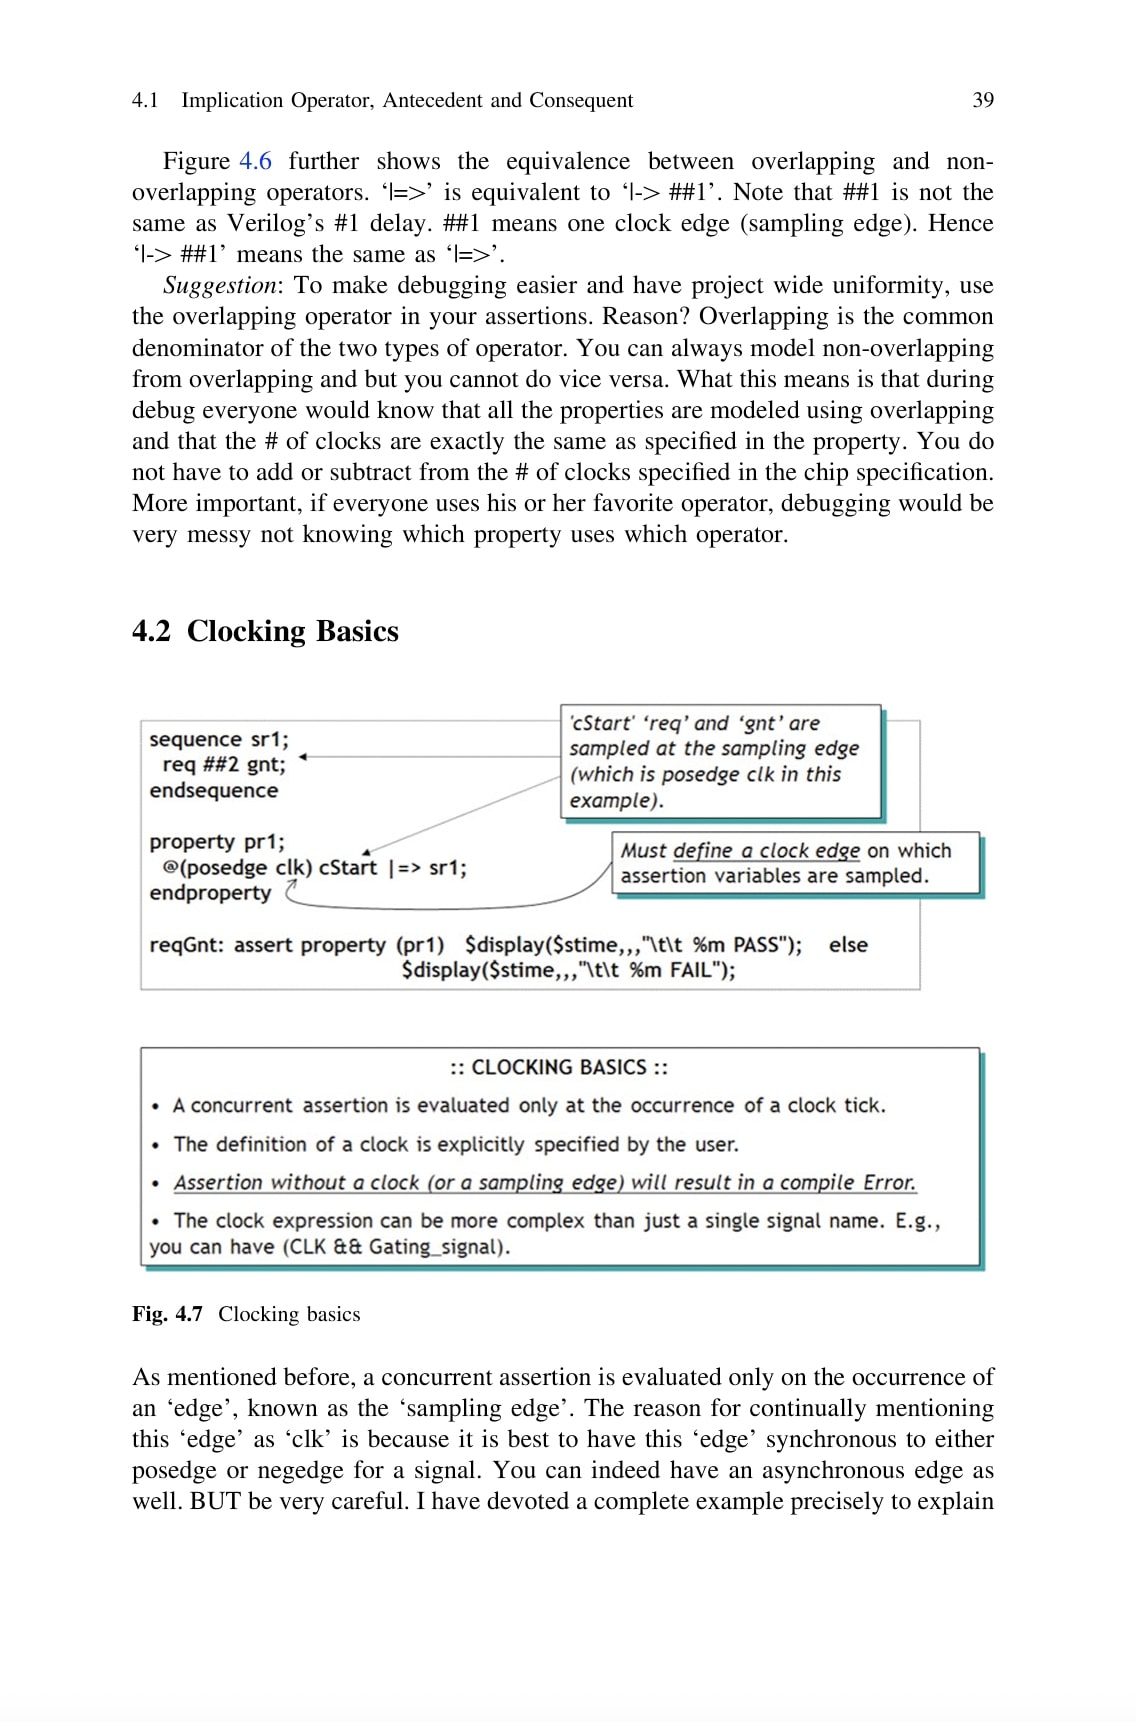 4.1 Implication Operator, Antecedent and Consequent 39
Figure 4.6 further shows the equivalence between overlapping and non-
overlapping operators. ‘|=>’ is equivalent to ‘|-> ##1’. Note that ##1 is not the
same as Verilog’s #1 delay. ##1 means one clock edge (sampling edge). Hence
‘|-> ##1’ means the same as ‘|=>’.
Suggestion: To make debugging easier and have project wide uniformity, use
the overlapping operator in your assertions. Reason? Overlapping is the common
denominator of the two types of operator. You can always model non-overlapping
from overlapping and but you cannot do vice versa. What this means is that during
debug everyone would know that all the properties are modeled using overlapping
and that the # of clocks are exactly the same as specified in the property. You do
not have to add or subtract from the # of clocks specified in the chip specification.
More important, if everyone uses his or her favorite operator, debugging would be
very messy not knowing which property uses which operator.
4.2 Clocking Basics
sequence sr1;
req ##2 gnt;
endsequence
'cStart' ‘req’ and ‘gnt’ are
sampled at the sampling edge
(which is posedge clk in this
example).
property pr1;
@(posedge clk) cStart |=> sr1;
endproperty
Must define a clock edge on which
assertion variables are sampled.
reqGnt: assert property (pr1) $display($stime,,,"\t\t %m PASS"); else
$display($stime,,,"\t\t %m FAIL");
:: CLOCKING BASICS ::
• A concurrent assertion is evaluated only at the occurrence of a clock tick.
• The definition of a clock is explicitly specified by the user.
• Assertion without a clock (or a sampling edge) will result in a compile Error.
• The clock expression can be more complex than just a single signal name. E.g.,
you can have (CLK && Gating_signal).
Fig. 4.7 Clocking basics
As mentioned before, a concurrent assertion is evaluated only on the occurrence of
an ‘edge’, known as the ‘sampling edge’. The reason for continually mentioning
this ‘edge’ as ‘clk’ is because it is best to have this ‘edge’ synchronous to either
posedge or negedge for a signal. You can indeed have an asynchronous edge as
well. BUT be very careful. I have devoted a complete example precisely to explain